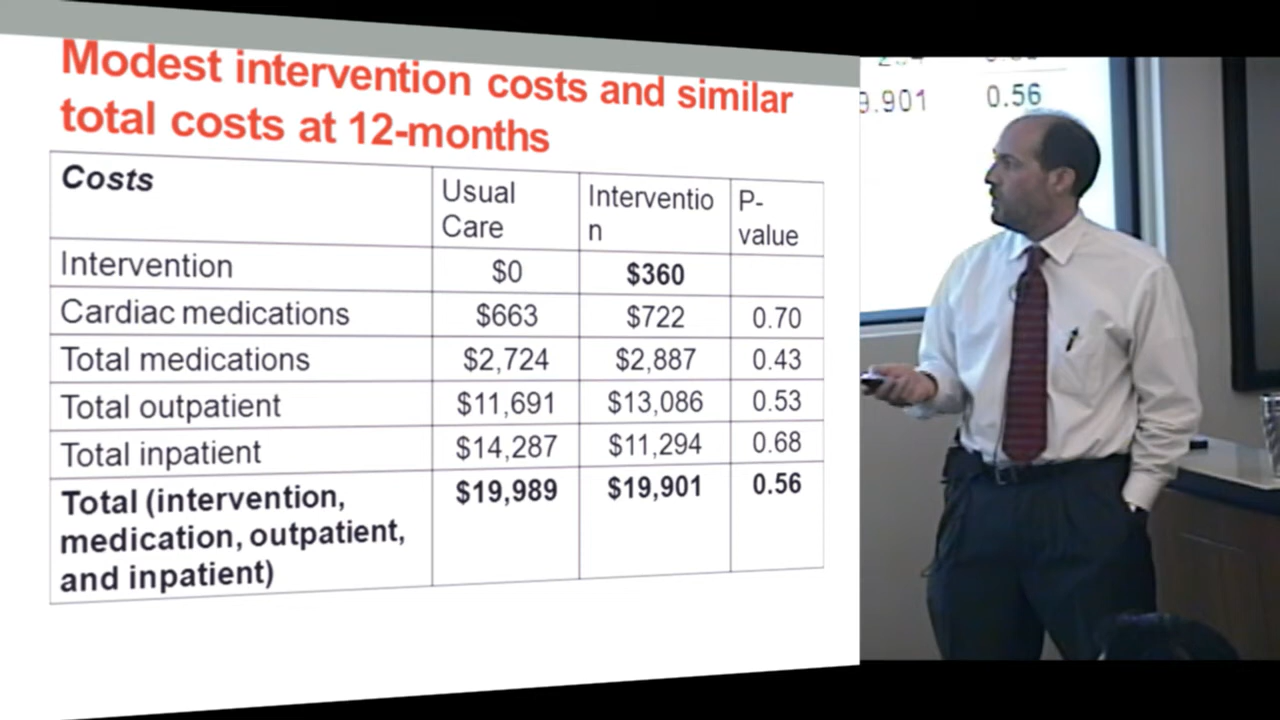 Modest intervention costs and similar
total costs at 12-months
Costs
Usual
Care
Interventio
n
P-
value
Intervention
$0
$360
Cardiac medications
$663
$722
0.70
Total medications
$2,724
$2,887
0.43
Total outpatient
$11,691
$13,086
0.53
Total inpatient
$14,287
$11,294
0.68
Total (intervention,
medication, outpatient,
and inpatient)
$19,989
$19,901
0.56
9.901
0.56